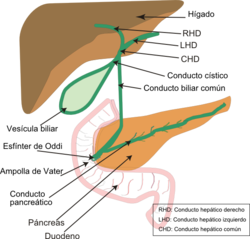 Hígado
RHD
LHD
CHD
Conducto cístico
Conducto biliar común
Vesícula biliar
Esfínter de Oddi
Ampolla de Vater
Conducto
pancreático
Páncreas
Duodeno
RHD: Conducto hepático derecho
LHD: Conducto hepático izquierdo
CHD: Conducto hepático común